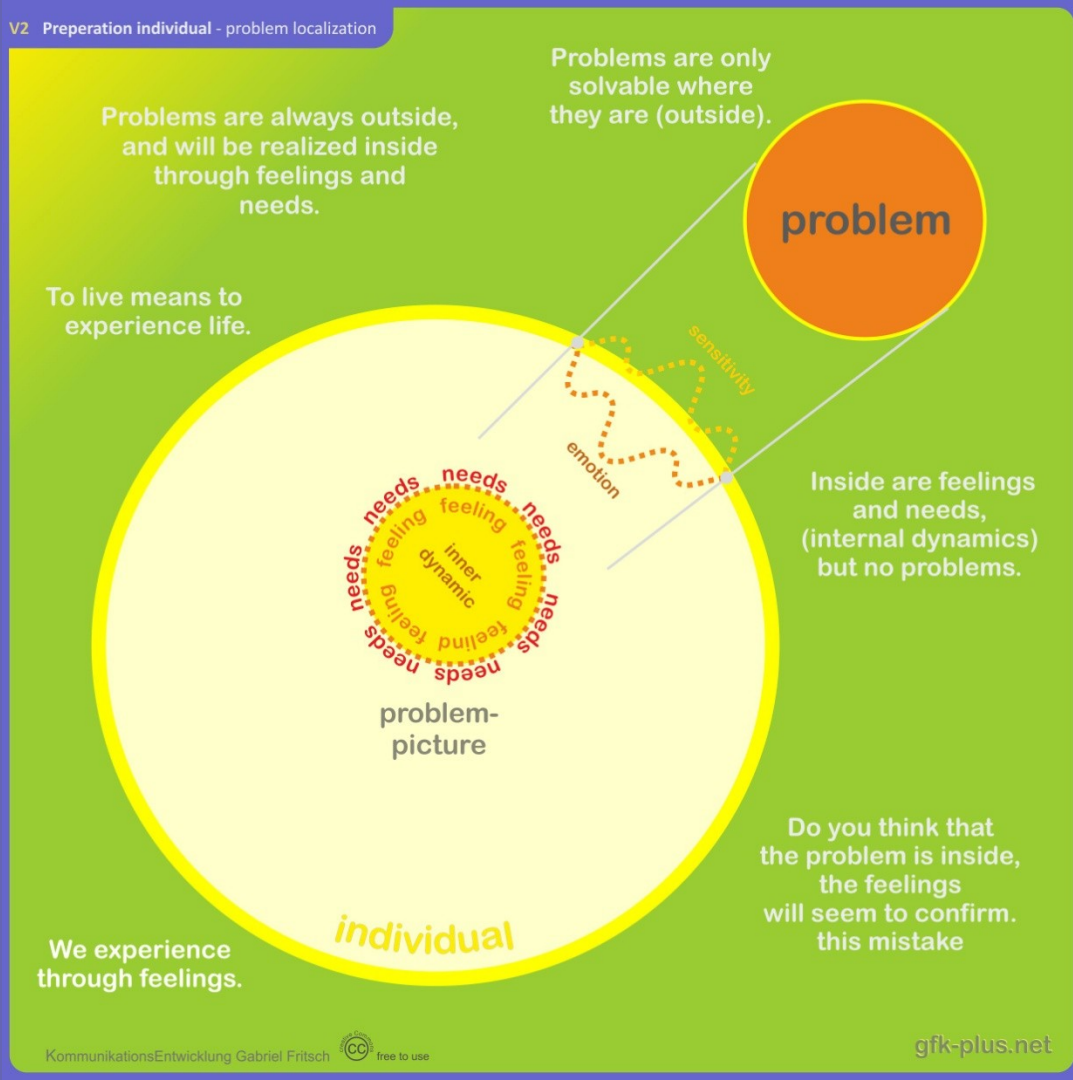 V2 Preperation individual - problem localization
Problems are only
solvable where
they are (outside).
Problems are always outside,
and will be realized inside
through feelings and
needs.
problem
To live means to
experience life.
sensitivity
emotion
needs needs needs needs needs needs needs needs
feeling feeling feeling feelind feeling
inner
dynamic
problem-
picture
Inside are feelings
and needs,
(internal dynamics)
but no problems.
Do you think that
the problem is inside,
the feelings
will seem to confirm.
this mistake
individual
We experience
through feelings.
KommunikationsEntwicklung Gabriel Fritsch
Creative Commons
cc
free to use
gfk-plus.net